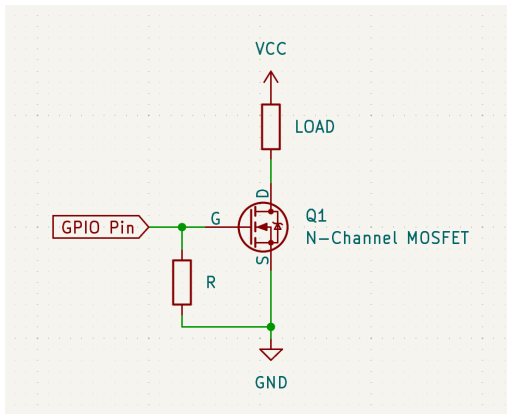 VCC
LOAD
D
G
Q1
GPIO Pin
N-Channel MOSFET
S
R
GND